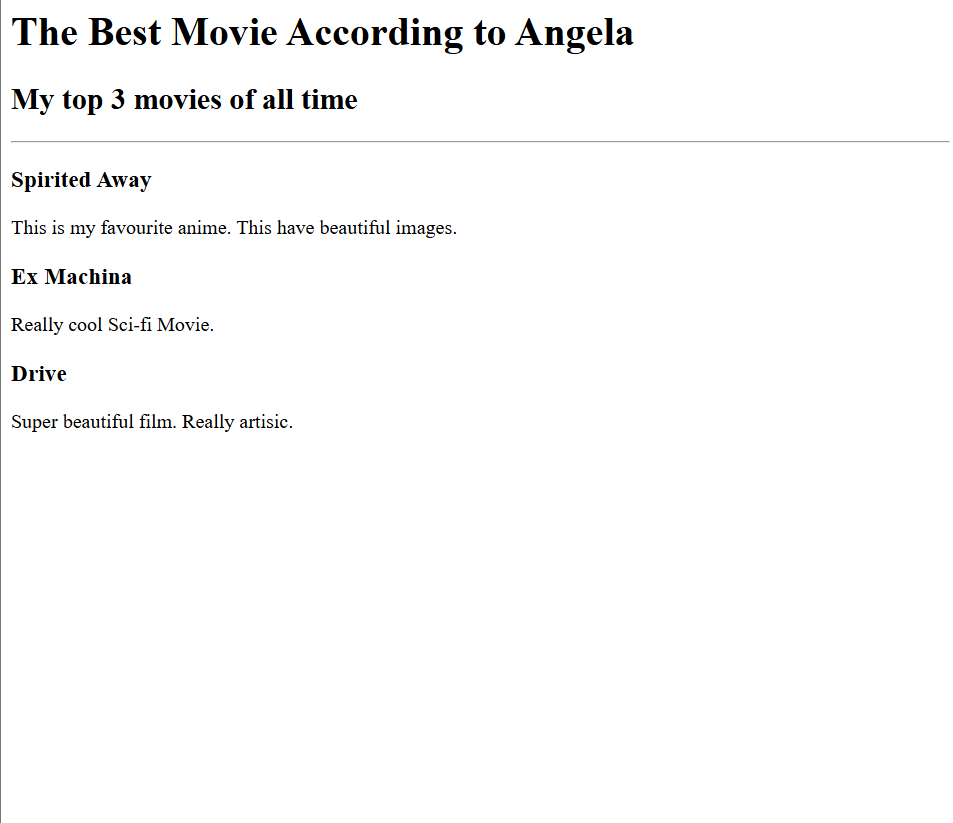 The Best Movie According to Angela
My top 3 movies of all time
Spirited Away
This is my favourite anime. This have beautiful images.
Ex Machina
Really cool Sci-fi Movie.
Drive
Super beautiful film. Really artisic.